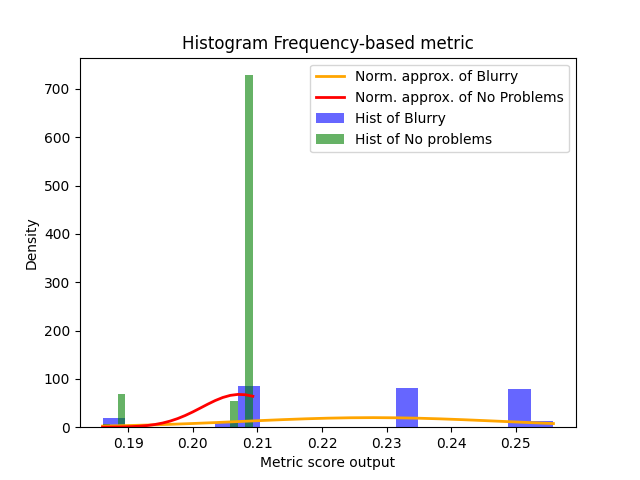 Histogram Frequency-based metric
Norm. approx. of Blurry
Norm. approx. of No Problems
Hist of Blurry
Hist of No problems
Density
700
600
500
400
300
200
100
0
0.19 0.20 0.21 0.22 0.23 0.24 0.25
Metric score output